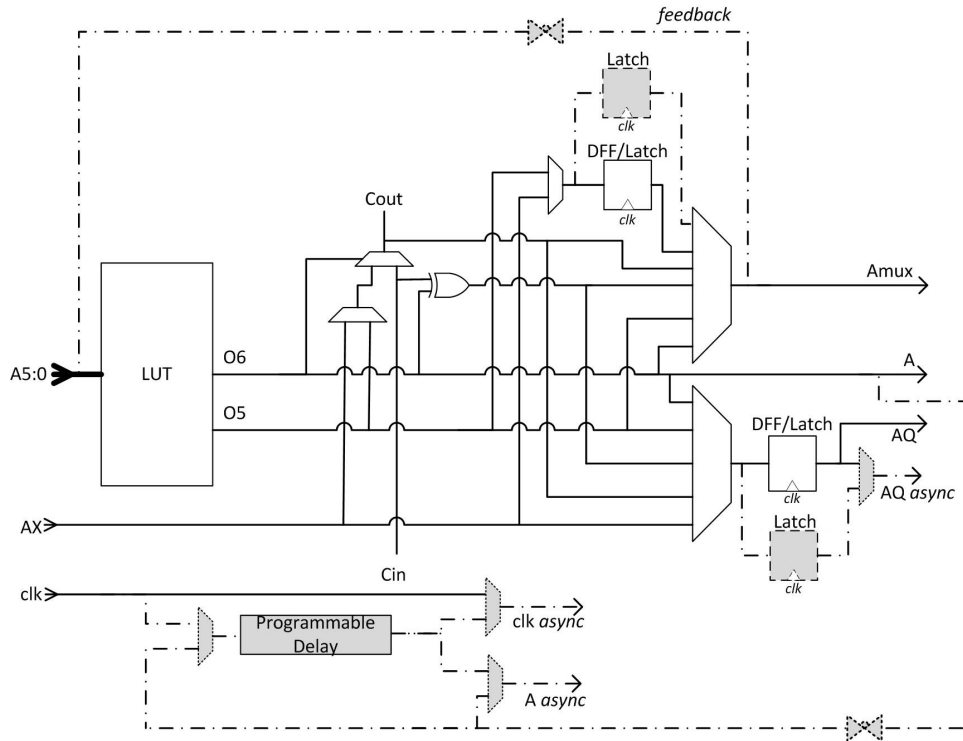 feedback
Latch
clk
DFF/Latch
clk
Cout
Amux
A5:0
LUT
O6
A
O5
DFF/Latch
AQ
clk
AQ async
AX
Latch
clk
Cin
clk
clk async
Programmable
Delay
A async